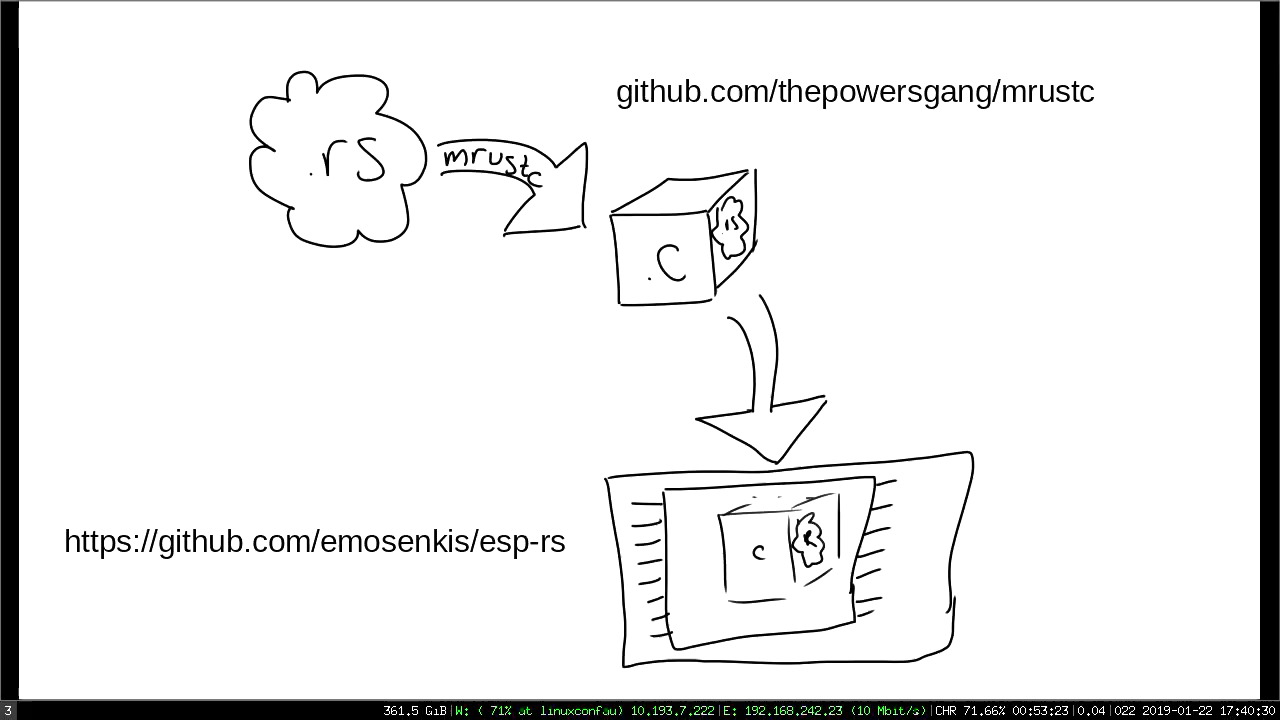 github.com/thepowersgang/mrustc
.rs
mrustc
.rs
.C
https://github.com/emosenkis/esp-rs
c
R
3
361.5 GiB|W: ( 71% at linuxconfau) 10.193.7.222|E: 192.168.242.23 (10 Mbit/s)|CHR 71.66% 00:53:23|0.04|022 2019-01-22 17:40:30